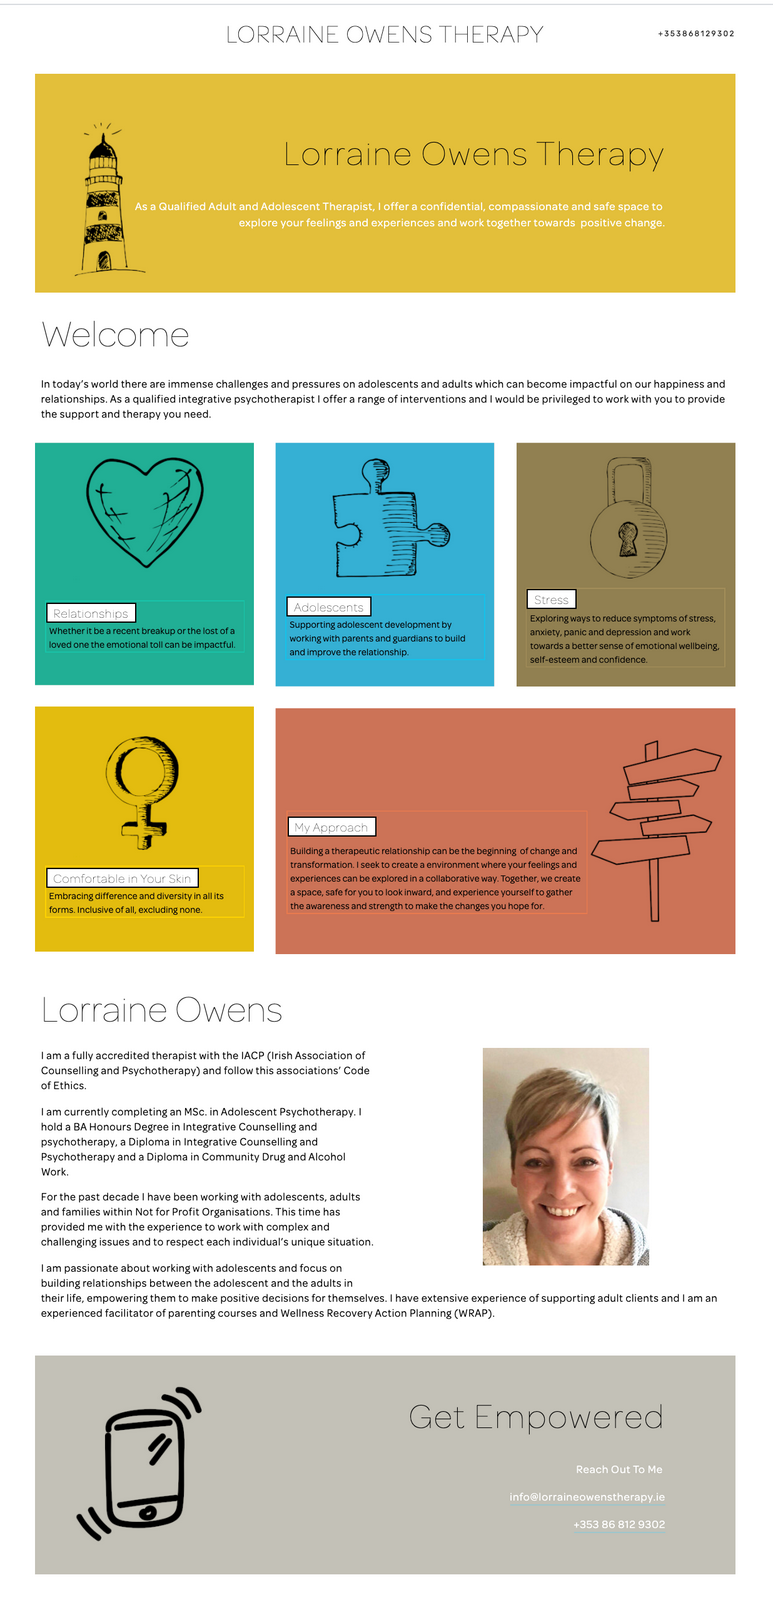 LORRAINE OWENS THERAPY
+353868129302
Lorraine Owens Therapy
As a Qualified Adult and Adolescent Therapist, I offer a confidential, compassionate and safe space to
explore your feelings and experiences and work together towards positive change.
Welcome
In today's world there are immense challenges and pressures on adolescents and adults which can become impactful on our happiness and
relationships. As a qualified integrative psychotherapist I offer a range of interventions and I would be privileged to work with you to provide
the support and therapy you need.
Relationships
Whether it be a recent breakup or the lost of a
loved one the emotional toll can be impactful.
Adolescents
Supporting adolescent development by
working with parents and guardians to build
and improve the relationship.
Stress
Exploring ways to reduce symptoms of stress,
anxiety, panic and depression and work
towards a better sense of emotional wellbeing,
self-esteem and confidence.
Comfortable in Your Skin
Embracing difference and diversity in all its
forms. Inclusive of all, excluding none.
My Approach
Building a therapeutic relationship can be the beginning of change and
transformation. I seek to create a environment where your feelings and
experiences can be explored in a collaborative way. Together, we create
a space, safe for you to look inward, and experience yourself to gather
the awareness and strength to make the changes you hope for.
Lorraine Owens
I am a fully accredited therapist with the IACP (Irish Association of
Counselling and Psychotherapy) and follow this associations' Code
of Ethics.
I am currently completing an MSc. in Adolescent Psychotherapy. I
hold a BA Honours Degree in Integrative Counselling and
psychotherapy, a Diploma in Integrative Counselling and
Psychotherapy and a Diploma in Community Drug and Alcohol
Work.
For the past decade I have been working with adolescents, adults
and families within Not for Profit Organisations. This time has
provided me with the experience to work with complex and
challenging issues and to respect each individual's unique situation.
I am passionate about working with adolescents and focus on
building relationships between the adolescent and the adults in
their life, empowering them to make positive decisions for themselves. I have extensive experience of supporting adult clients and I am an
experienced facilitator of parenting courses and Wellness Recovery Action Planning (WRAP).
Get Empowered
Reach Out To Me
info@lorraineowenstherapy.ie
+353 86 812 9302